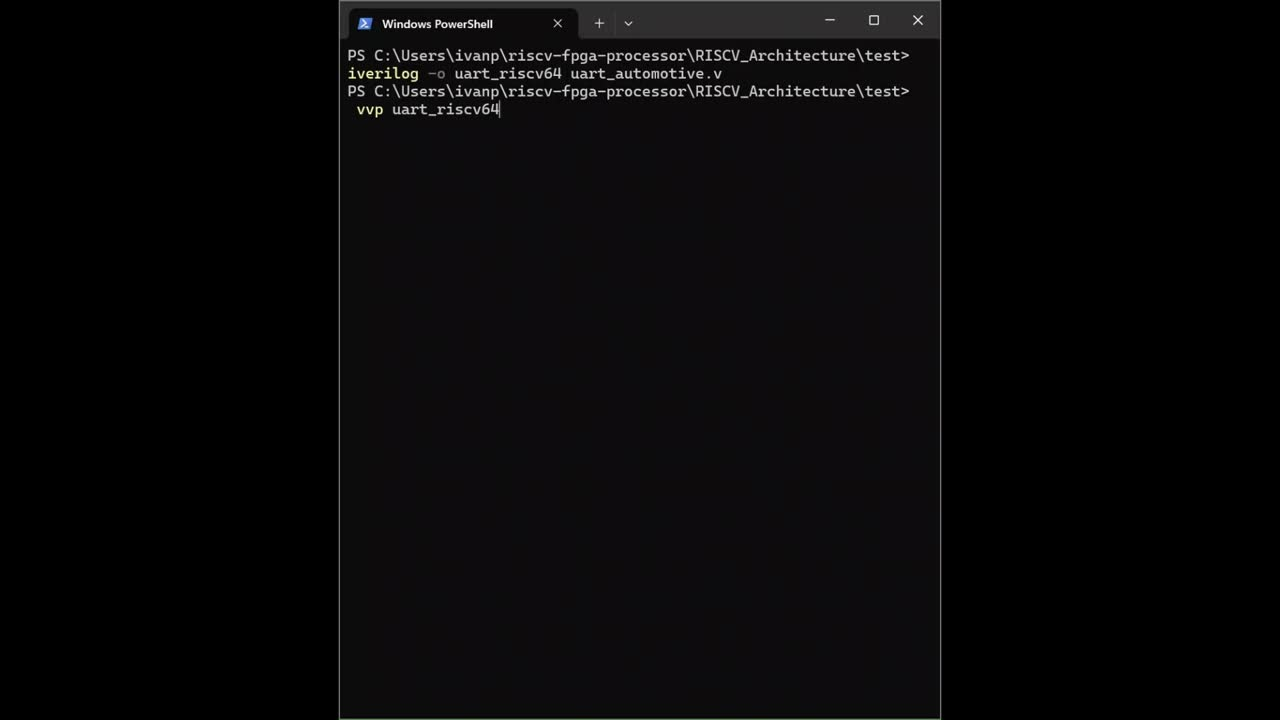 Windows PowerShell
PS C:\Users\ivanp\riscv-fpga-processor\RISCV_Architecture\test>
iverilog -o uart_riscv64 uart_automotive.v
PS C:\Users\ivanp\riscv-fpga-processor\RISCV_Architecture\test>
vvp uart_riscv64